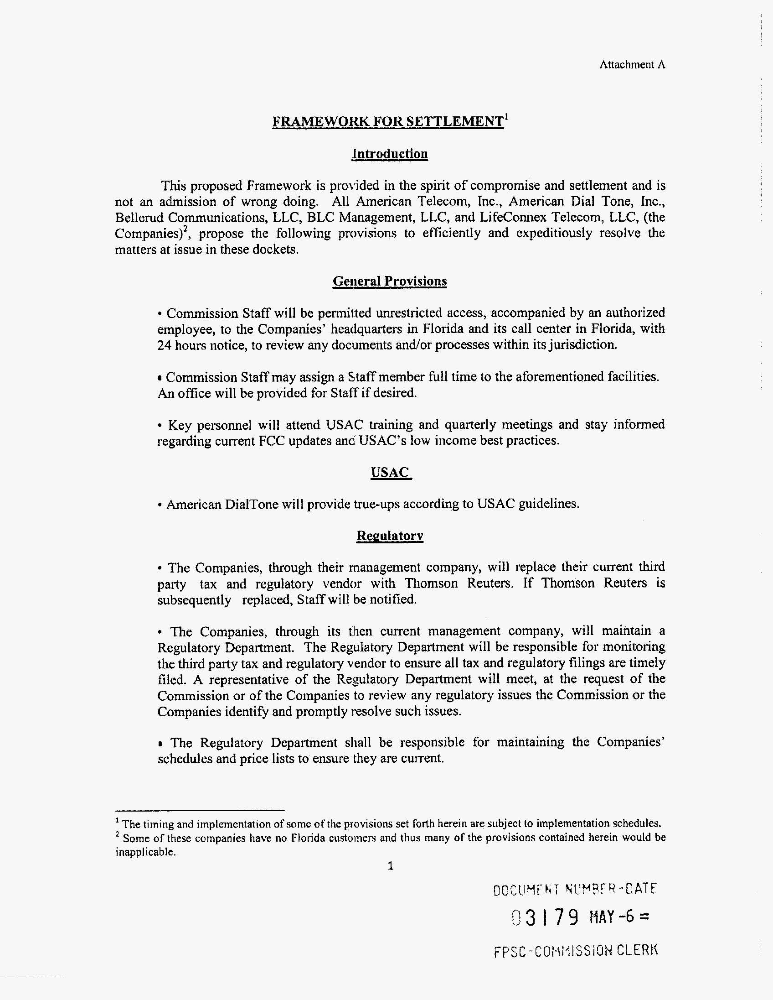 Attachment A
FRAMEWORK FOR SETTLEMENT¹
Introduction
This proposed Framework is provided in the spirit of compromise and settlement and is
not an admission of wrong doing. All American Telecom, Inc., American Dial Tone, Inc.,
Bellerud Communications, LLC, BLC Management, LLC, and LifeConnex Telecom, LLC, (the
Companies)², propose the following provisions to efficiently and expeditiously resolve the
matters at issue in these dockets.
General Provisions
• Commission Staff will be permitted unrestricted access, accompanied by an authorized
employee, to the Companies' headquarters in Florida and its call center in Florida, with
24 hours notice, to review any documents and/or processes within its jurisdiction.
• Commission Staff may assign a Staff member full time to the aforementioned facilities.
An office will be provided for Staff if desired.
• Key personnel will attend USAC training and quarterly meetings and stay informed
regarding current FCC updates and USAC's low income best practices.
USAC
• American DialTone will provide true-ups according to USAC guidelines.
Regulatory
• The Companies, through their management company, will replace their current third
party tax and regulatory vendor with Thomson Reuters. If Thomson Reuters is
subsequently replaced, Staff will be notified.
• The Companies, through its then current management company, will maintain a
Regulatory Department. The Regulatory Department will be responsible for monitoring
the third party tax and regulatory vendor to ensure all tax and regulatory filings are timely
filed. A representative of the Regulatory Department will meet, at the request of the
Commission or of the Companies to review any regulatory issues the Commission or the
Companies identify and promptly resolve such issues.
• The Regulatory Department shall be responsible for maintaining the Companies'
schedules and price lists to ensure they are current.
¹ The timing and implementation of some of the provisions set forth herein are subject to implementation schedules.
² Some of these companies have no Florida customers and thus many of the provisions contained herein would be
inapplicable.
1
DOCUMENT NUMBER-DATE
03179 MAY-6=
FPSC-COMMISSION CLERK